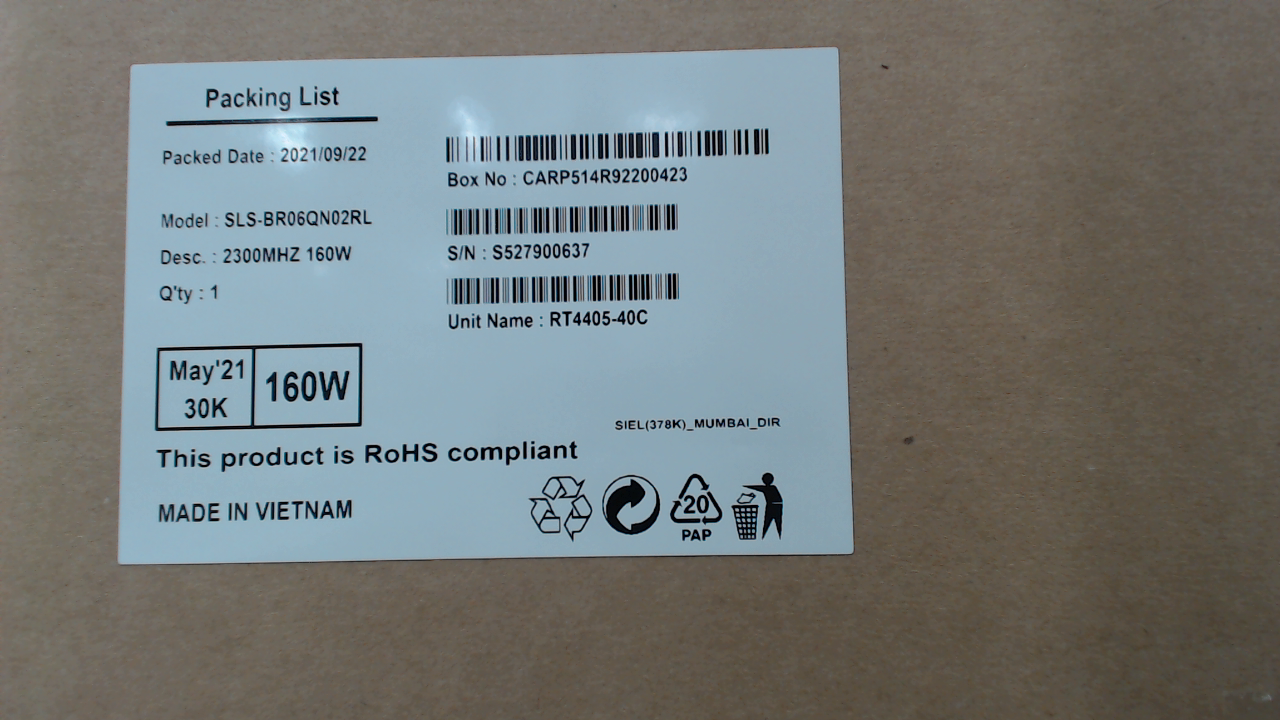 Packing List
Packed Date : 2021/09/22
Box No : CARP514R92200423
Model : SLS-BR06QN02RL
Desc. : 2300MHZ 160W
S/N : S527900637
Q'ty : 1
Unit Name : RT4405-40C
May'21
30K
160W
SIEL(378K)_MUMBAI_DIR
This product is RoHS compliant
MADE IN VIETNAM
20
PAP